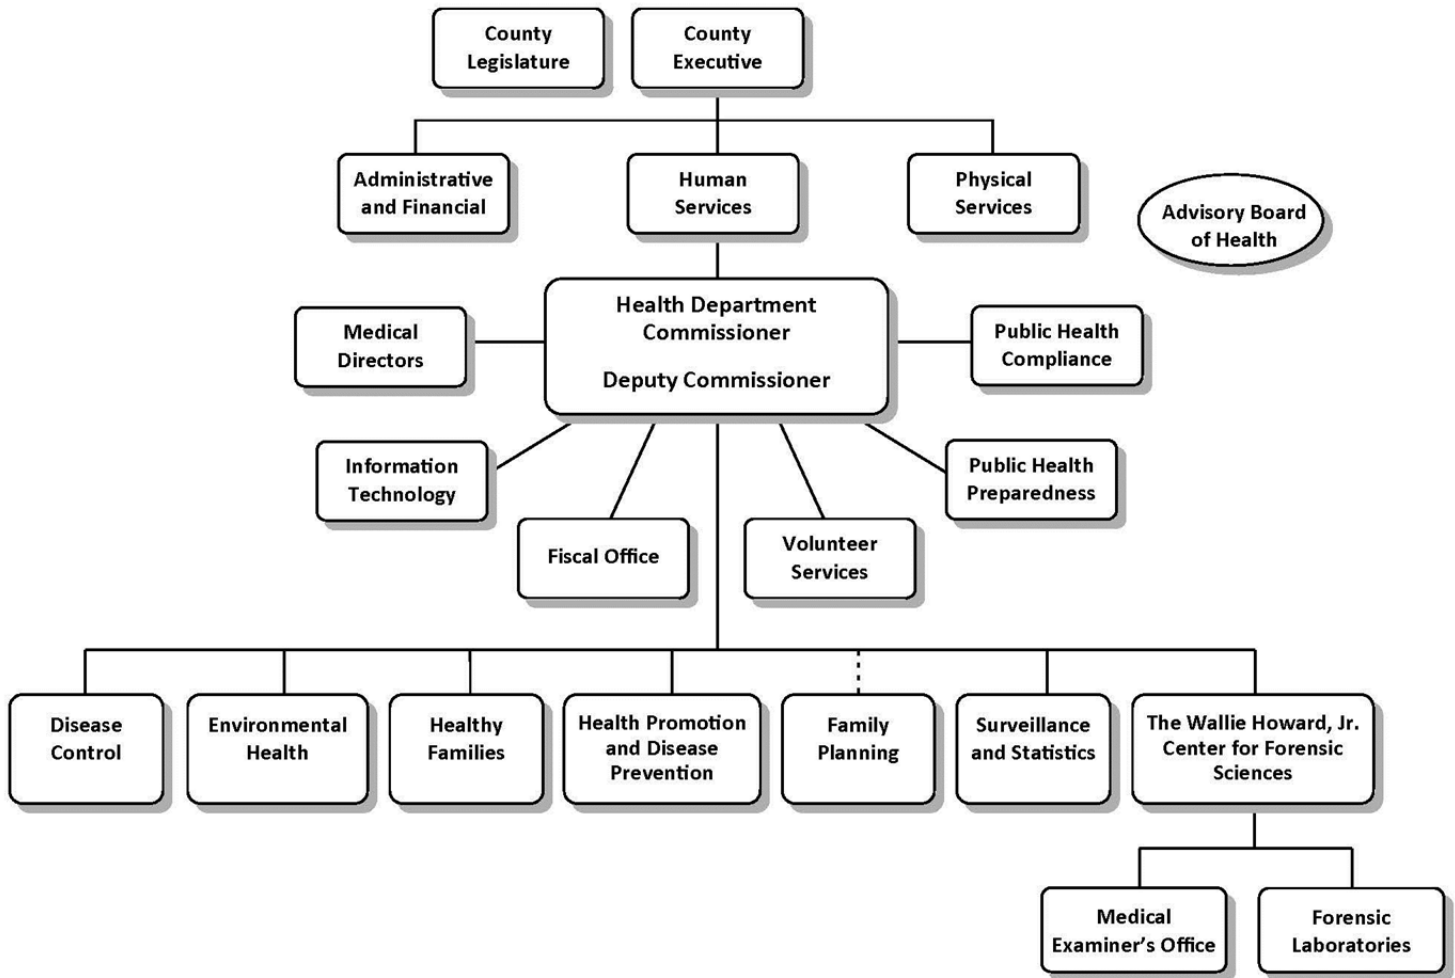 County
Legislature
County
Executive
Administrative
and Financial
Human
Services
Physical
Services
Advisory Board
of Health
Health Department
Commissioner
Deputy Commissioner
Medical
Directors
Public Health
Compliance
Information
Technology
Public Health
Preparedness
Fiscal Office
Volunteer
Services
Disease
Control
Environmental
Health
Healthy
Families
Health Promotion
and Disease
Prevention
Family
Planning
Surveillance
and Statistics
The Wallie Howard, Jr.
Center for Forensic
Sciences
Medical
Examiner's Office
Forensic
Laboratories